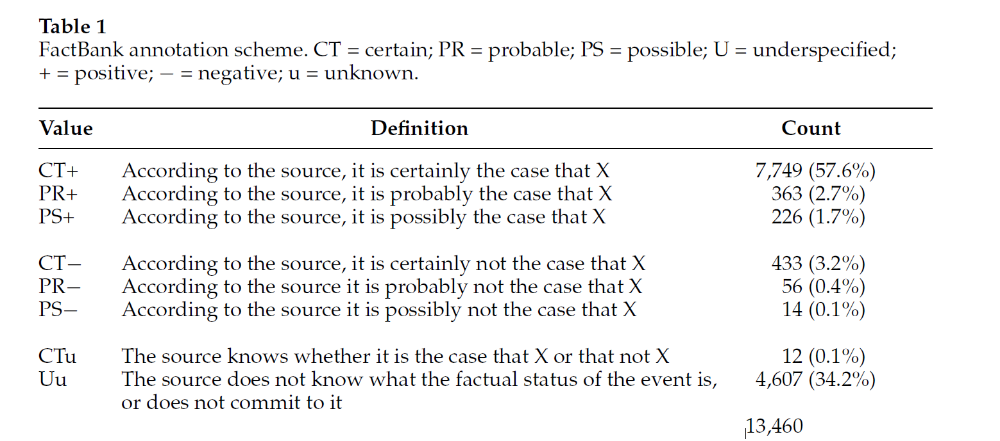 Table 1
FactBank annotation scheme. CT = certain; PR = probable; PS = possible; U = underspecified;
+ = positive; − = negative; u = unknown.
Value Definition Count
CT+ According to the source, it is certainly the case that X 7,749 (57.6%)
PR+ According to the source, it is probably the case that X 363 (2.7%)
PS+ According to the source, it is possibly the case that X 226 (1.7%)
CT− According to the source, it is certainly not the case that X 433 (3.2%)
PR− According to the source it is probably not the case that X 56 (0.4%)
PS− According to the source it is possibly not the case that X 14 (0.1%)
CTu The source knows whether it is the case that X or that not X 12 (0.1%)
Uu The source does not know what the factual status of the event is, 4,607 (34.2%)
or does not commit to it
13,460